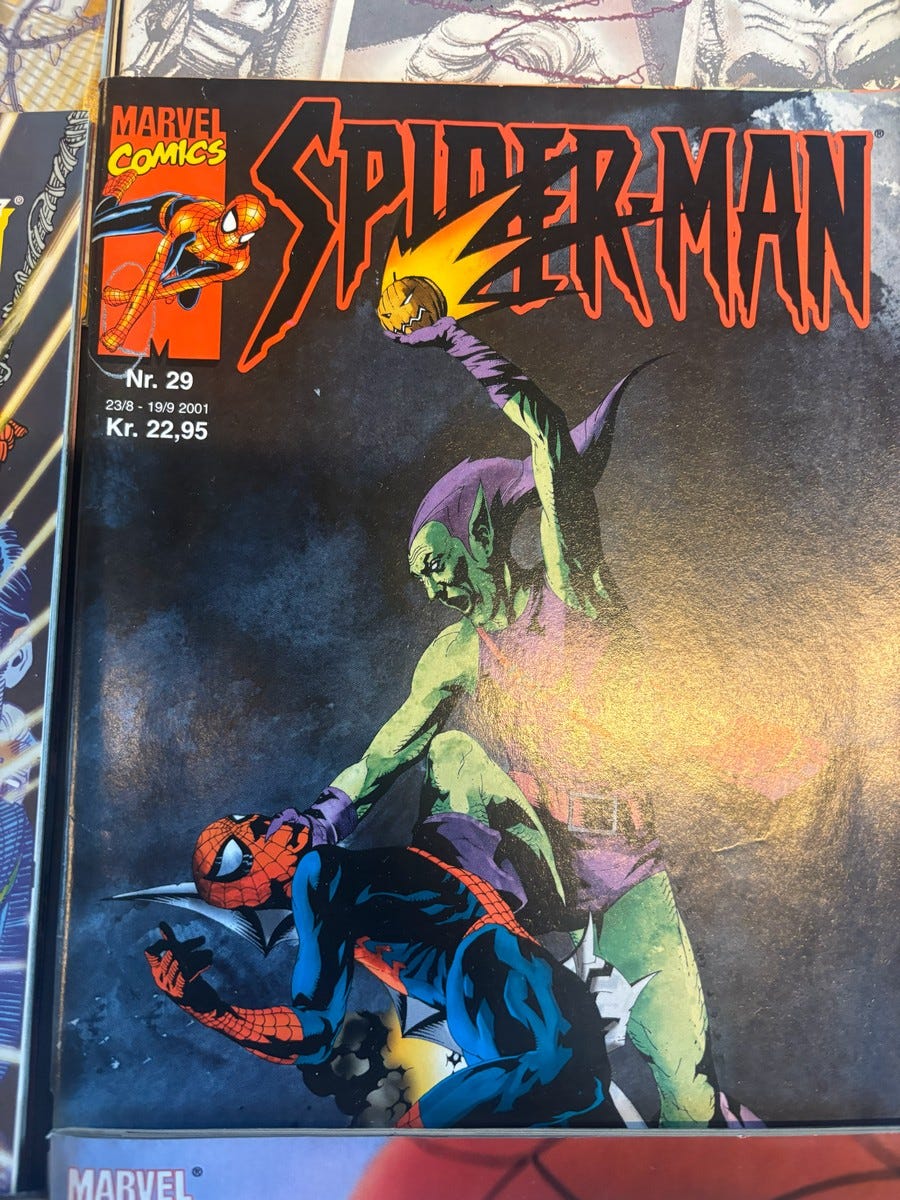 MARVEL
COMICS
SPIDER-MAN®
Nr. 29
23/8 - 19/9 2001
Kr. 22,95
MARVEL®